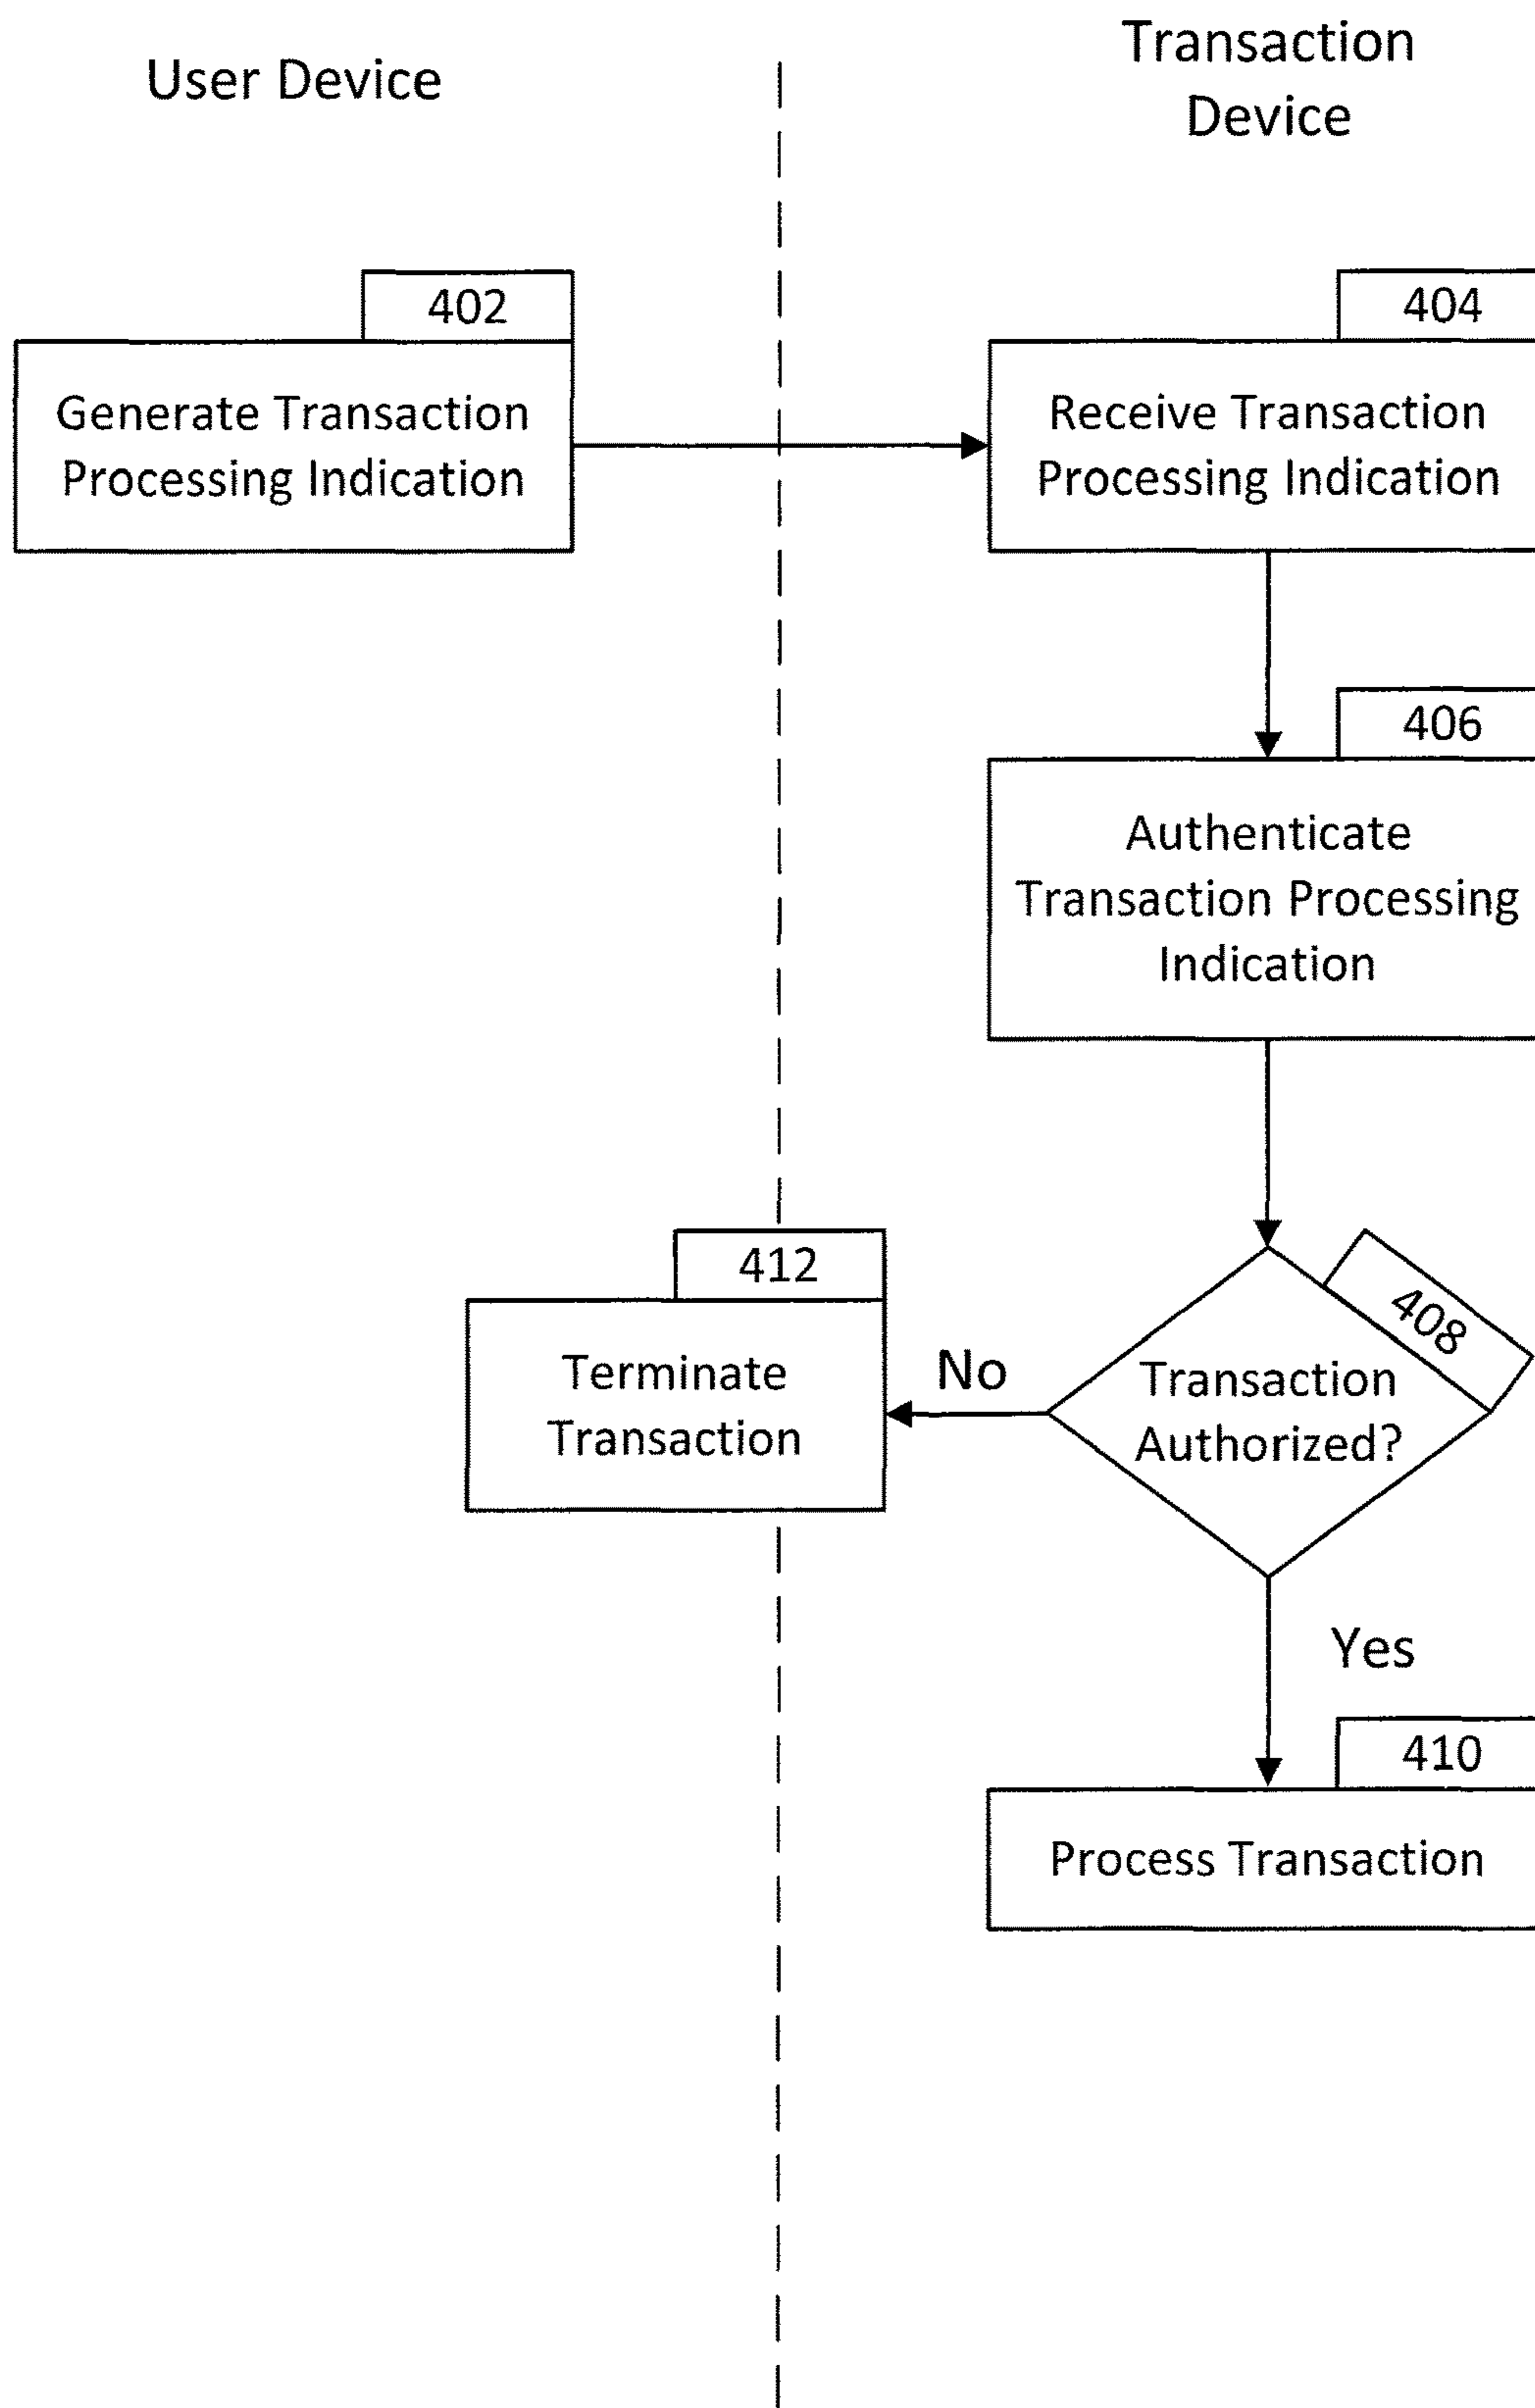 User Device
Transaction
Device
402
Generate Transaction
Processing Indication
404
Receive Transaction
Processing Indication
406
Authenticate
Transaction Processing
Indication
408
Transaction
Authorized?
No
412
Terminate
Transaction
Yes
410
Process Transaction